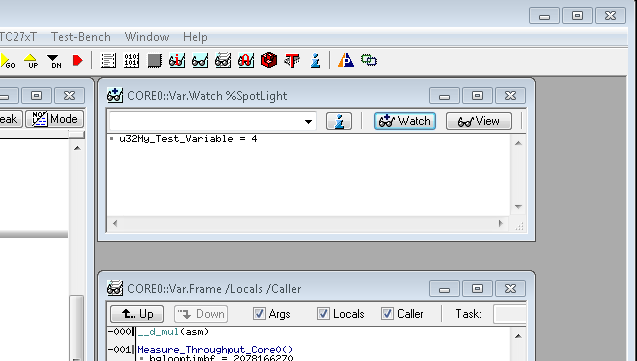 TC27xT Test-Bench Window Help
GO UP DN
CORE0::Var.Watch %SpotLight
eak Mode
Watch View
u32My_Test_Variable = 4
CORE0::Var.Frame /Locals /Caller
Up Down Args Locals Caller Task:
-000 __d_mul(asm)
-001 Measure_Throughput_Core0()